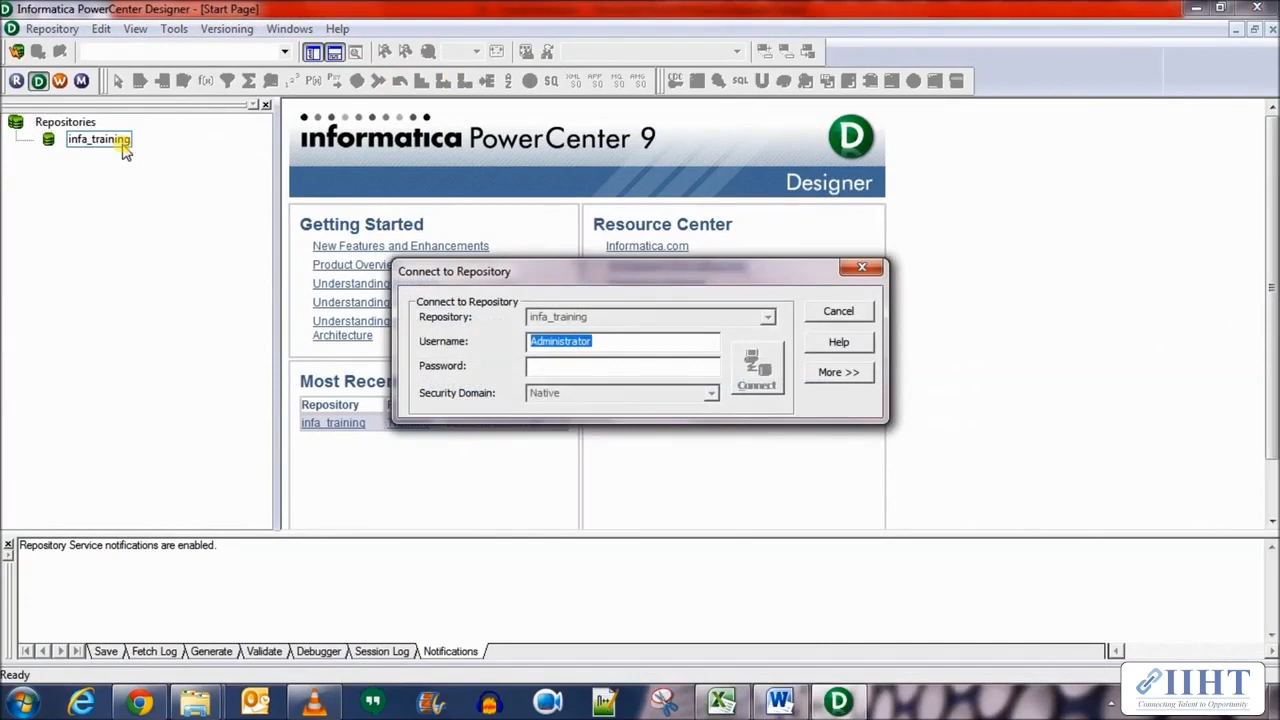 Informatica PowerCenter Designer - [Start Page]
Repository Edit View Tools Versioning Windows Help
Repositories
infa_training
informatica PowerCenter 9
Designer
Getting Started
New Features and Enhancements
Product Overvie
Understanding
Understanding
Understanding
Architecture
Resource Center
Informatica.com
Most Recen
Repository
infa_training
Connect to Repository
Connect to Repository
Repository: infa_training
Username: Administrator
Password:
Security Domain: Native
Connect
Cancel
Help
More >>
Repository Service notifications are enabled.
Save Fetch Log Generate Validate Debugger Session Log Notifications
Ready
IIHT
Connecting Talent to Opportunity